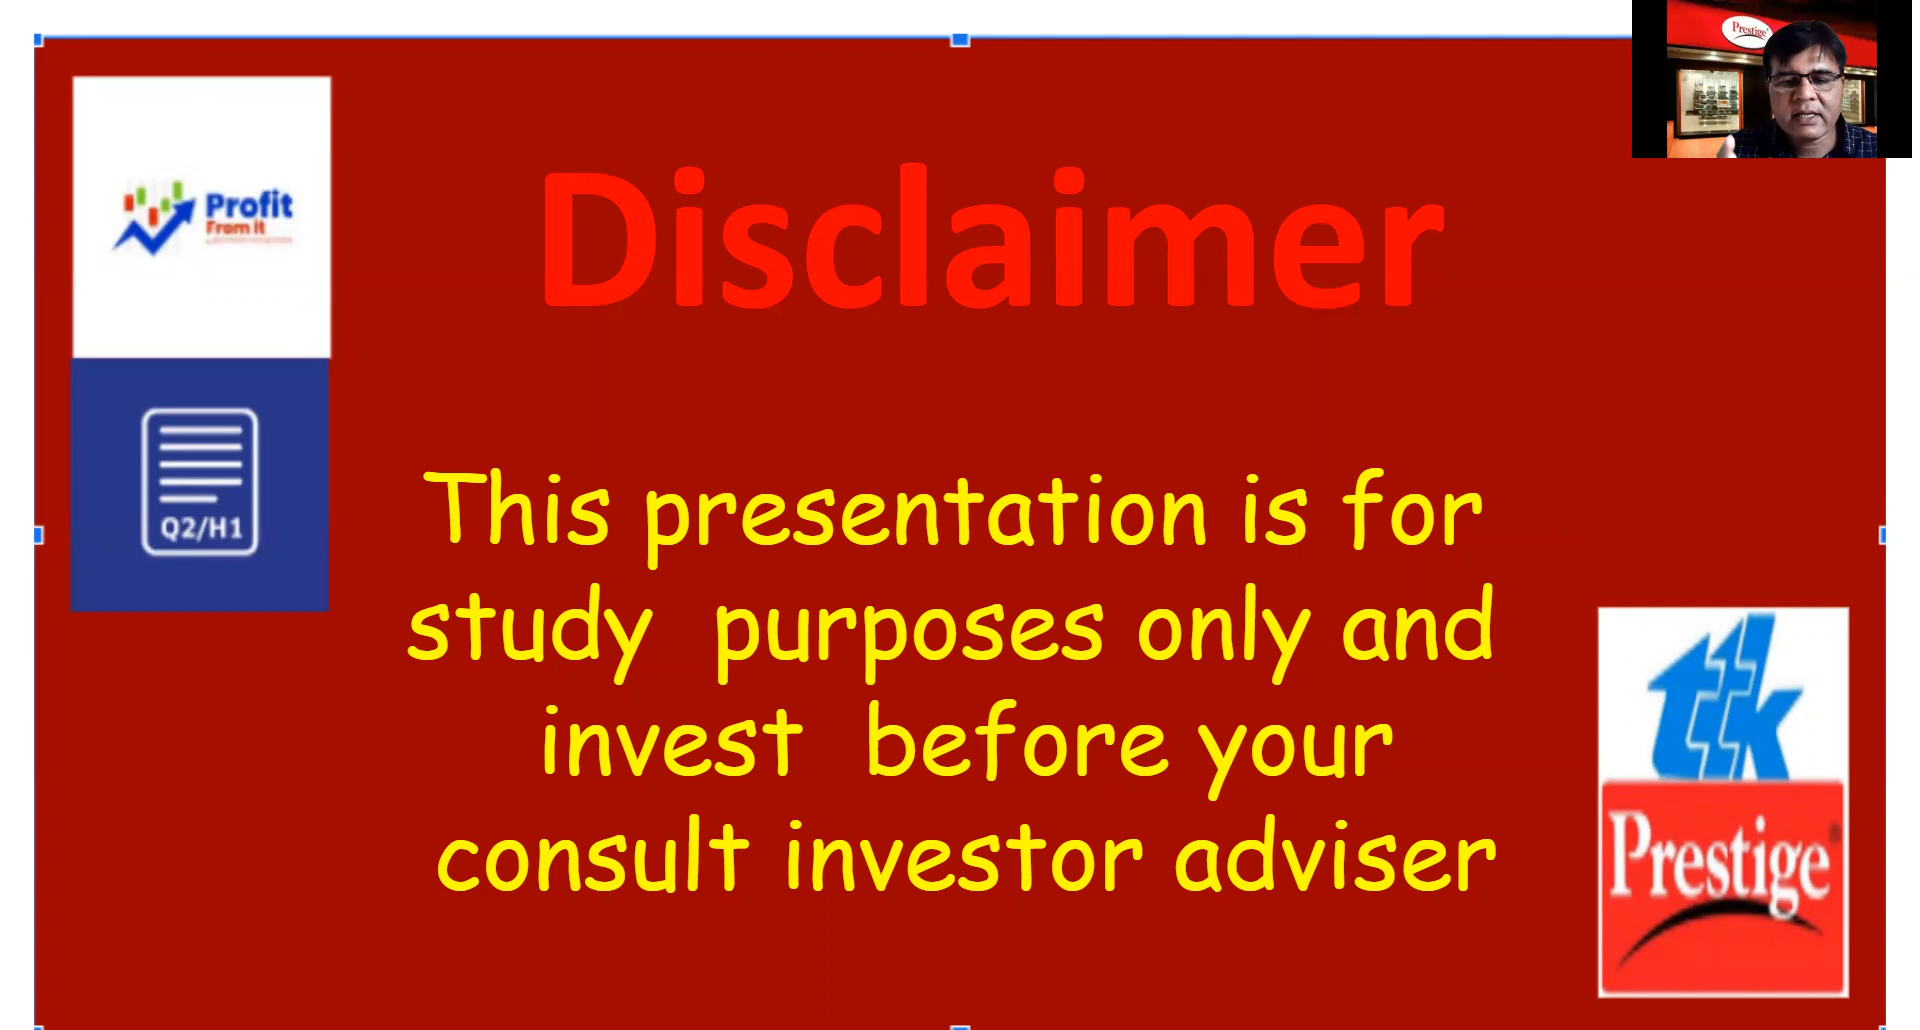 Prestige
Profit
From It
Disclaimer
Q2/H1
This presentation is for
study purposes only and
invest before your
consult investor adviser
ttk
Prestige